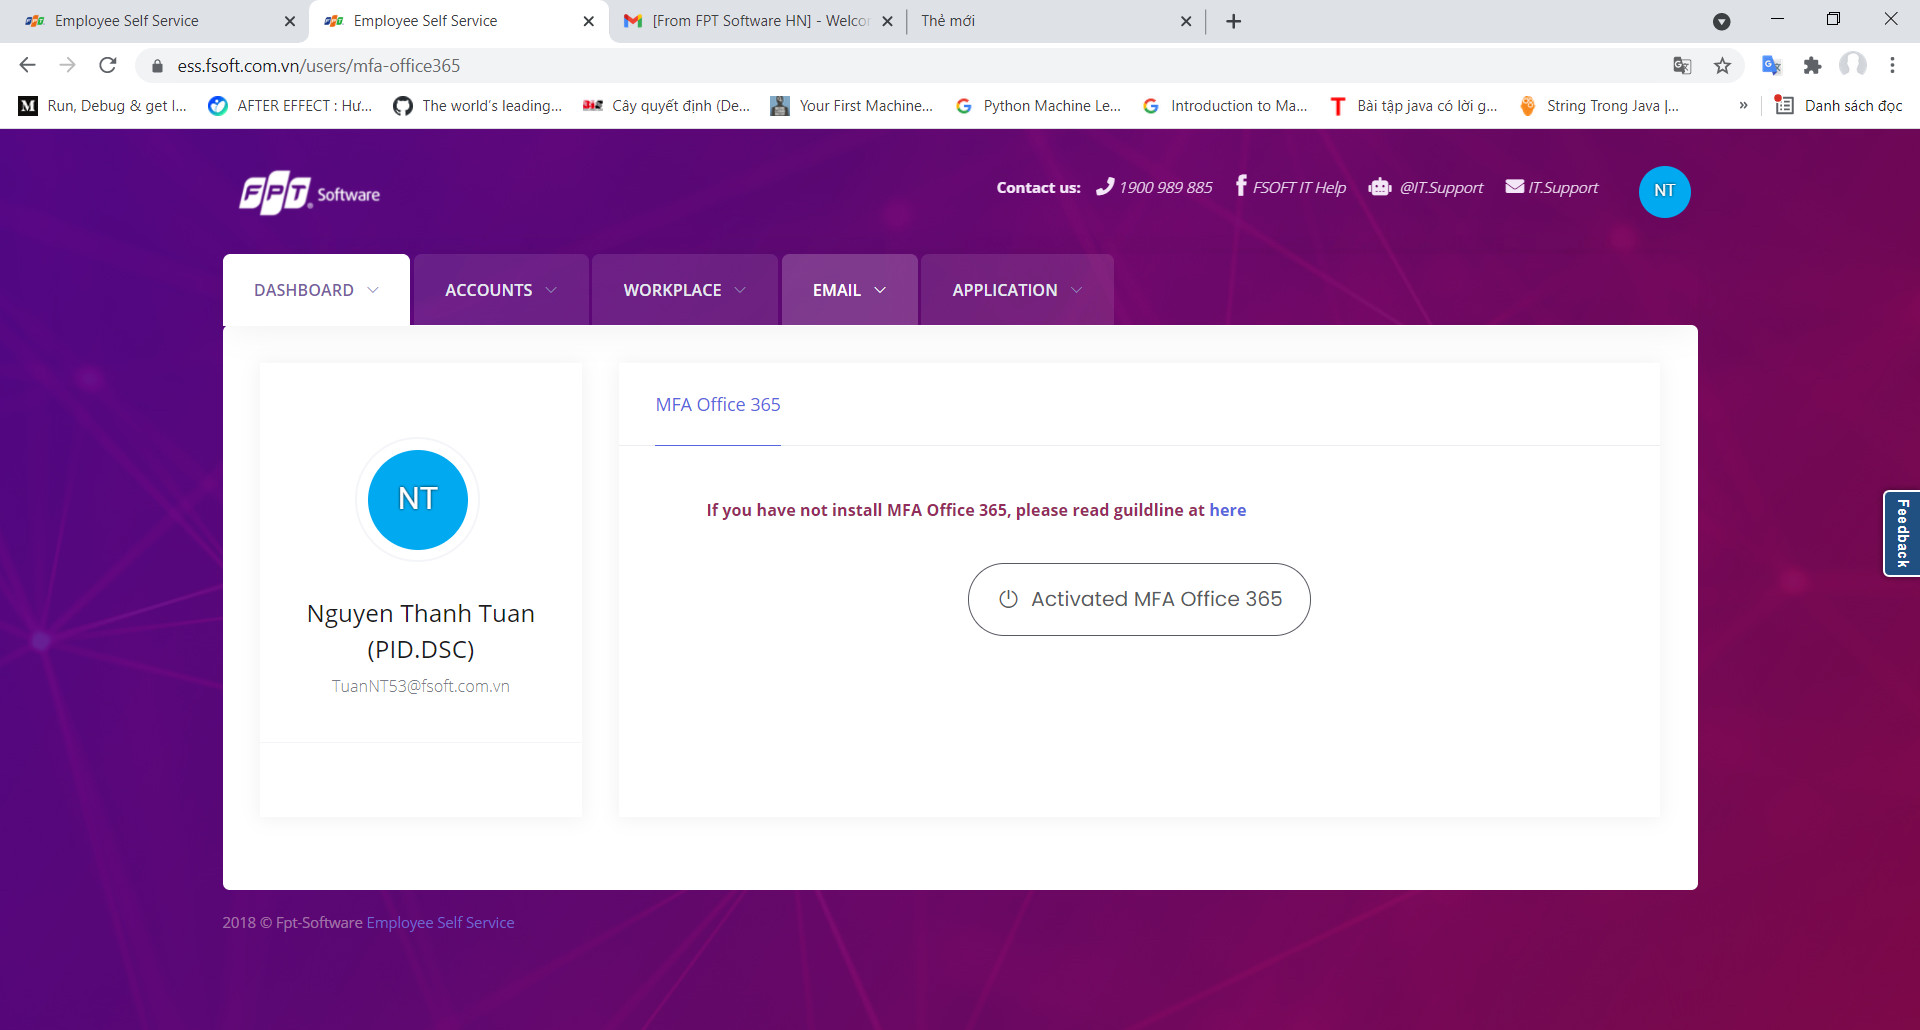 Employee Self Service
Employee Self Service
[From FPT Software HN] - Welco
Thẻ mới
ess.fsoft.com.vn/users/mfa-office365
Run, Debug & get I...
AFTER EFFECT : Hư...
The world's leading...
Cây quyết định (De...
Your First Machine...
Python Machine Le...
Introduction to Ma...
Bài tập java có lời g...
String Trong Java |...
»
Danh sách đọc
FPT Software
Contact us: 1900 989 885 FSOFT IT Help @IT.Support IT.Support
NT
DASHBOARD
ACCOUNTS
WORKPLACE
EMAIL
APPLICATION
MFA Office 365
NT
If you have not install MFA Office 365, please read guildline at here
Activated MFA Office 365
Nguyen Thanh Tuan
(PID.DSC)
TuanNT53@fsoft.com.vn
Feedback
2018 © Fpt-Software Employee Self Service